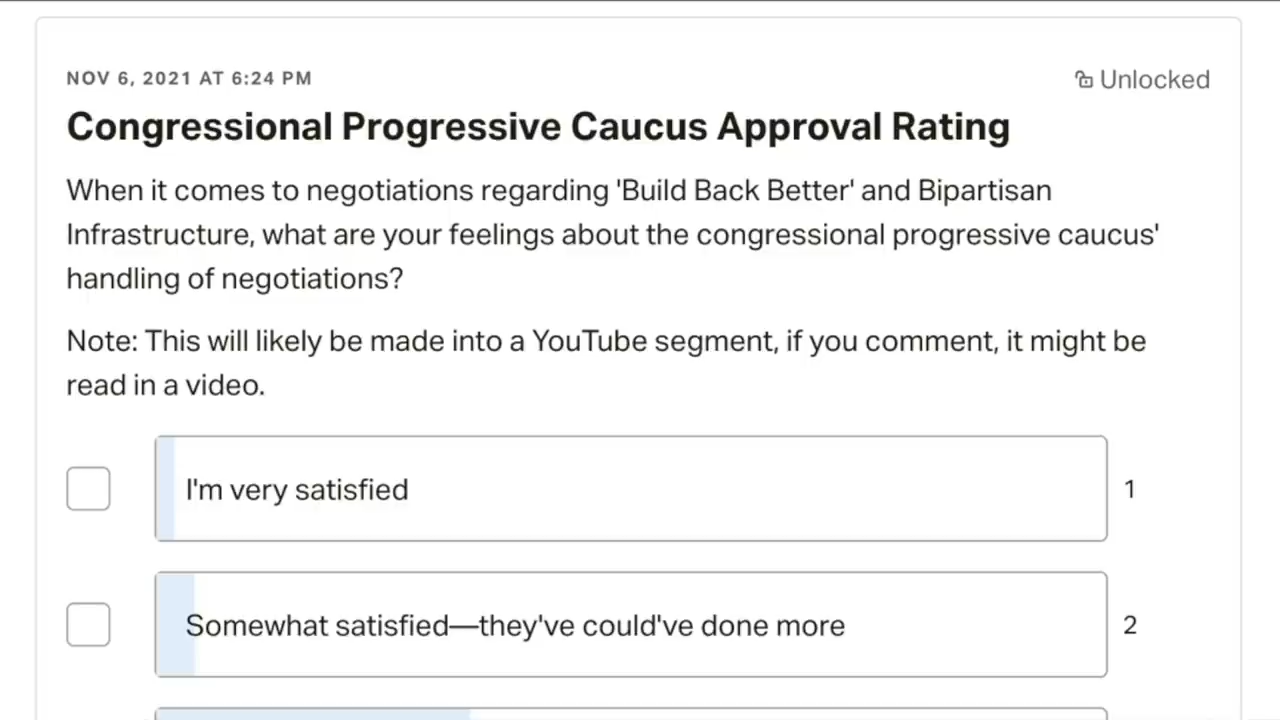 NOV 6, 2021 AT 6:24 PM
Unlocked
Congressional Progressive Caucus Approval Rating
When it comes to negotiations regarding 'Build Back Better' and Bipartisan
Infrastructure, what are your feelings about the congressional progressive caucus'
handling of negotiations?
Note: This will likely be made into a YouTube segment, if you comment, it might be
read in a video.
I'm very satisfied
1
Somewhat satisfied—they've could've done more
2